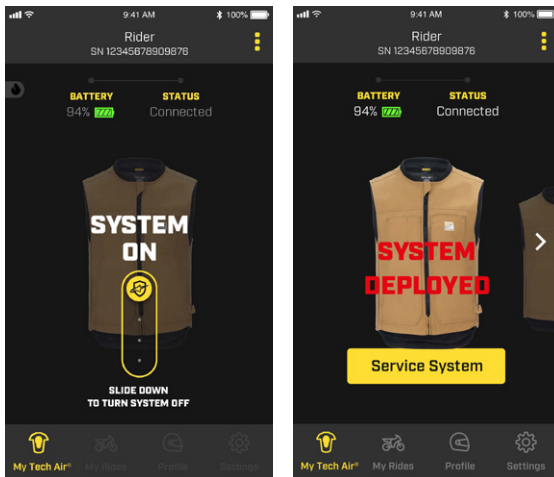 9:41 AM
100%
Rider
SN 12345678909876
BATTERY
STATUS
94%
Connected
SYSTEM
ON
SLIDE DOWN
TO TURN SYSTEM OFF
My Tech Air®
My Rides
Profile
Settings
9:41 AM
100%
Rider
SN 12345678909876
BATTERY
STATUS
94%
Connected
SYSTEM
DEPLOYED
Service System
My Tech Air®
My Rides
Profile
Settings